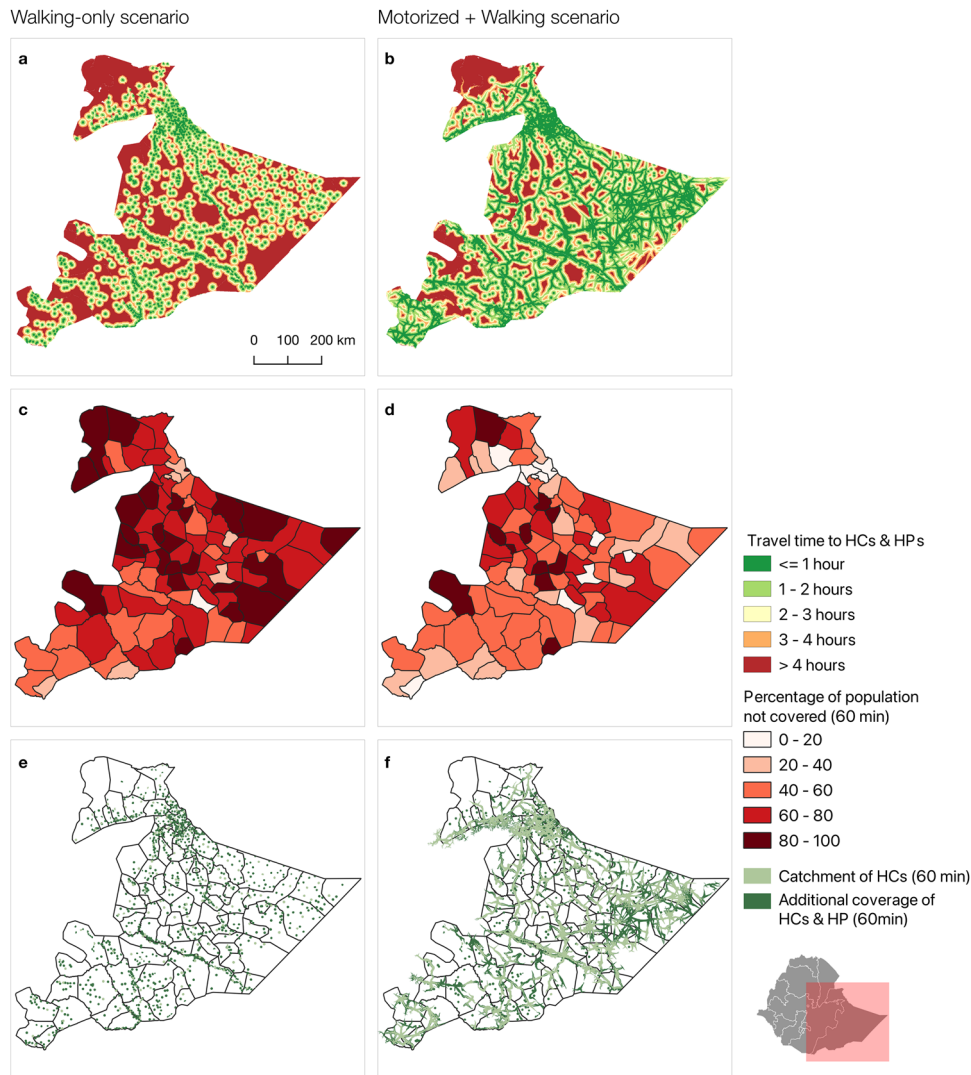 Walking-only scenario
Motorized + Walking scenario
a
b
0 100 200 km
c
d
Travel time to HCs & HPs
<= 1 hour
1 - 2 hours
2 - 3 hours
3 - 4 hours
> 4 hours
Percentage of population
not covered (60 min)
0 - 20
20 - 40
40 - 60
60 - 80
80 - 100
e
f
Catchment of HCs (60 min)
Additional coverage of
HCs & HP (60min)